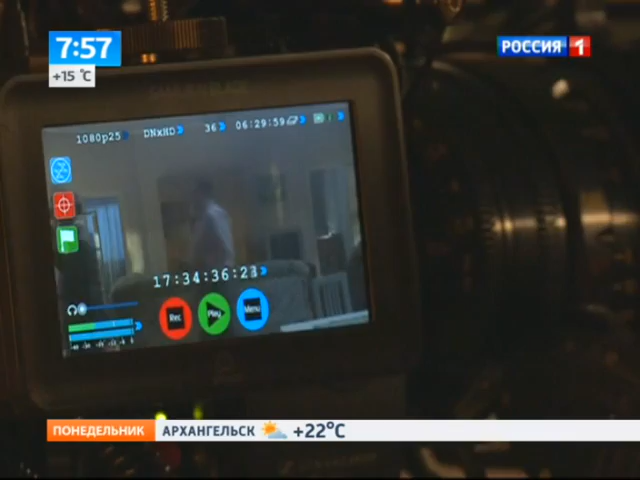 7:57
+15 °C
РОССИЯ 1
1080p25 DNxHD 36 06:29:59
17:34:36:23
Rec Play Menu
ПОНЕДЕЛЬНИК АРХАНГЕЛЬСК +22°C